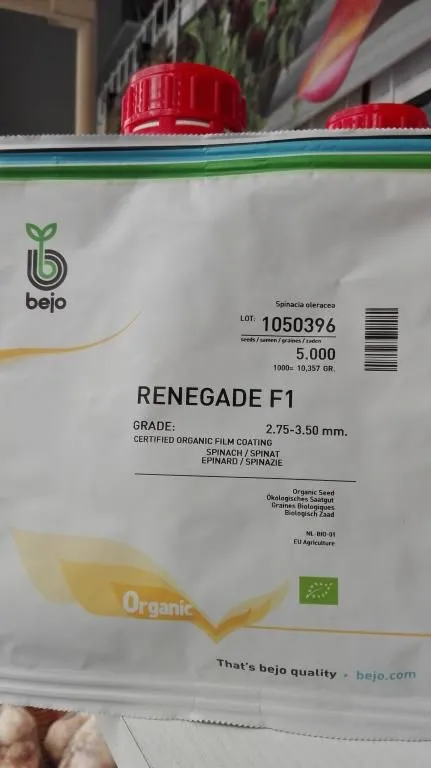 bejo
Spinacia oleracea
LOT: 1050396
seeds / samen / graines / zaden
5.000
1000= 10,357 GR.
RENEGADE F1
GRADE: 2.75-3.50 mm.
CERTIFIED ORGANIC FILM COATING
SPINACH / SPINAT
EPINARD / SPINAZIE
Organic Seed
Ökologisches Saatgut
Graines Biologiques
Biologisch Zaad
NL-BIO-01
EU Agriculture
Organic
That's bejo quality • bejo.com